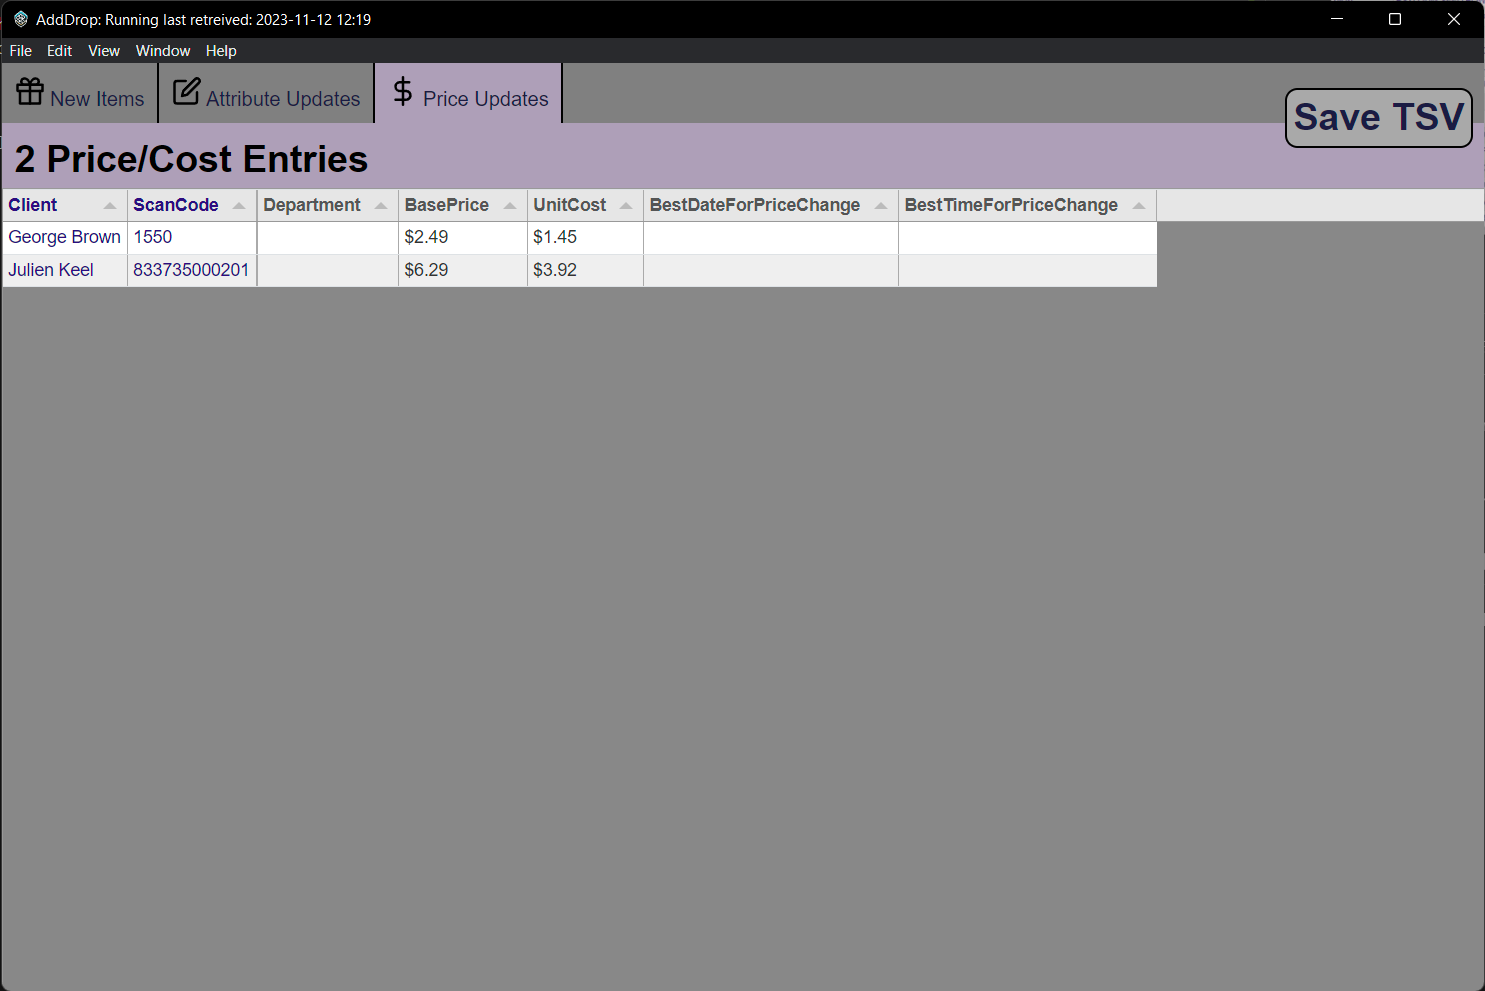 AddDrop: Running last retreived: 2023-11-12 12:19
File Edit View Window Help
New Items Attribute Updates Price Updates
Save TSV
2 Price/Cost Entries
Client ScanCode Department BasePrice UnitCost BestDateForPriceChange BestTimeForPriceChange
George Brown 1550 $2.49 $1.45
Julien Keel 833735000201 $6.29 $3.92